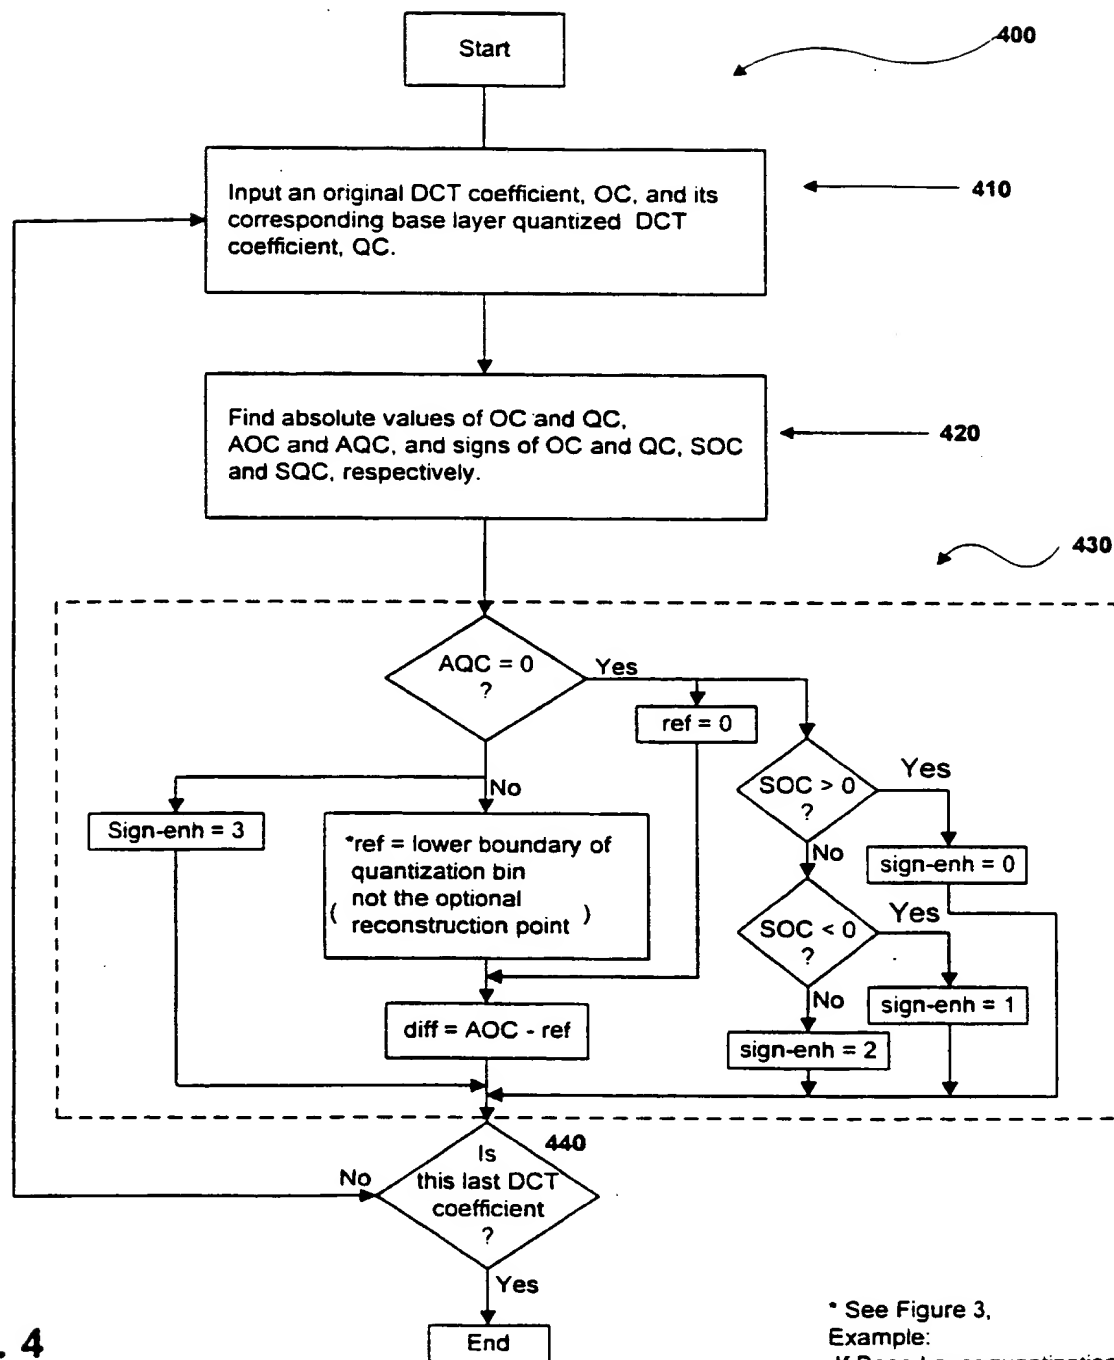 Start
400
Input an original DCT coefficient, OC, and its
corresponding base layer quantized DCT
coefficient, QC.
410
Find absolute values of OC and QC,
AOC and AQC, and signs of OC and QC, SOC
and SQC, respectively.
420
430
AQC = 0
?
Yes
No
ref = 0
SOC > 0
?
Yes
No
Sign-enh = 3
*ref = lower boundary of
quantization bin
( not the optional
reconstruction point )
sign-enh = 0
SOC < 0
?
Yes
No
diff = AOC - ref
sign-enh = 1
sign-enh = 2
440
Is
this last DCT
coefficient
?
No
Yes
End
. 4
* See Figure 3,
Example: